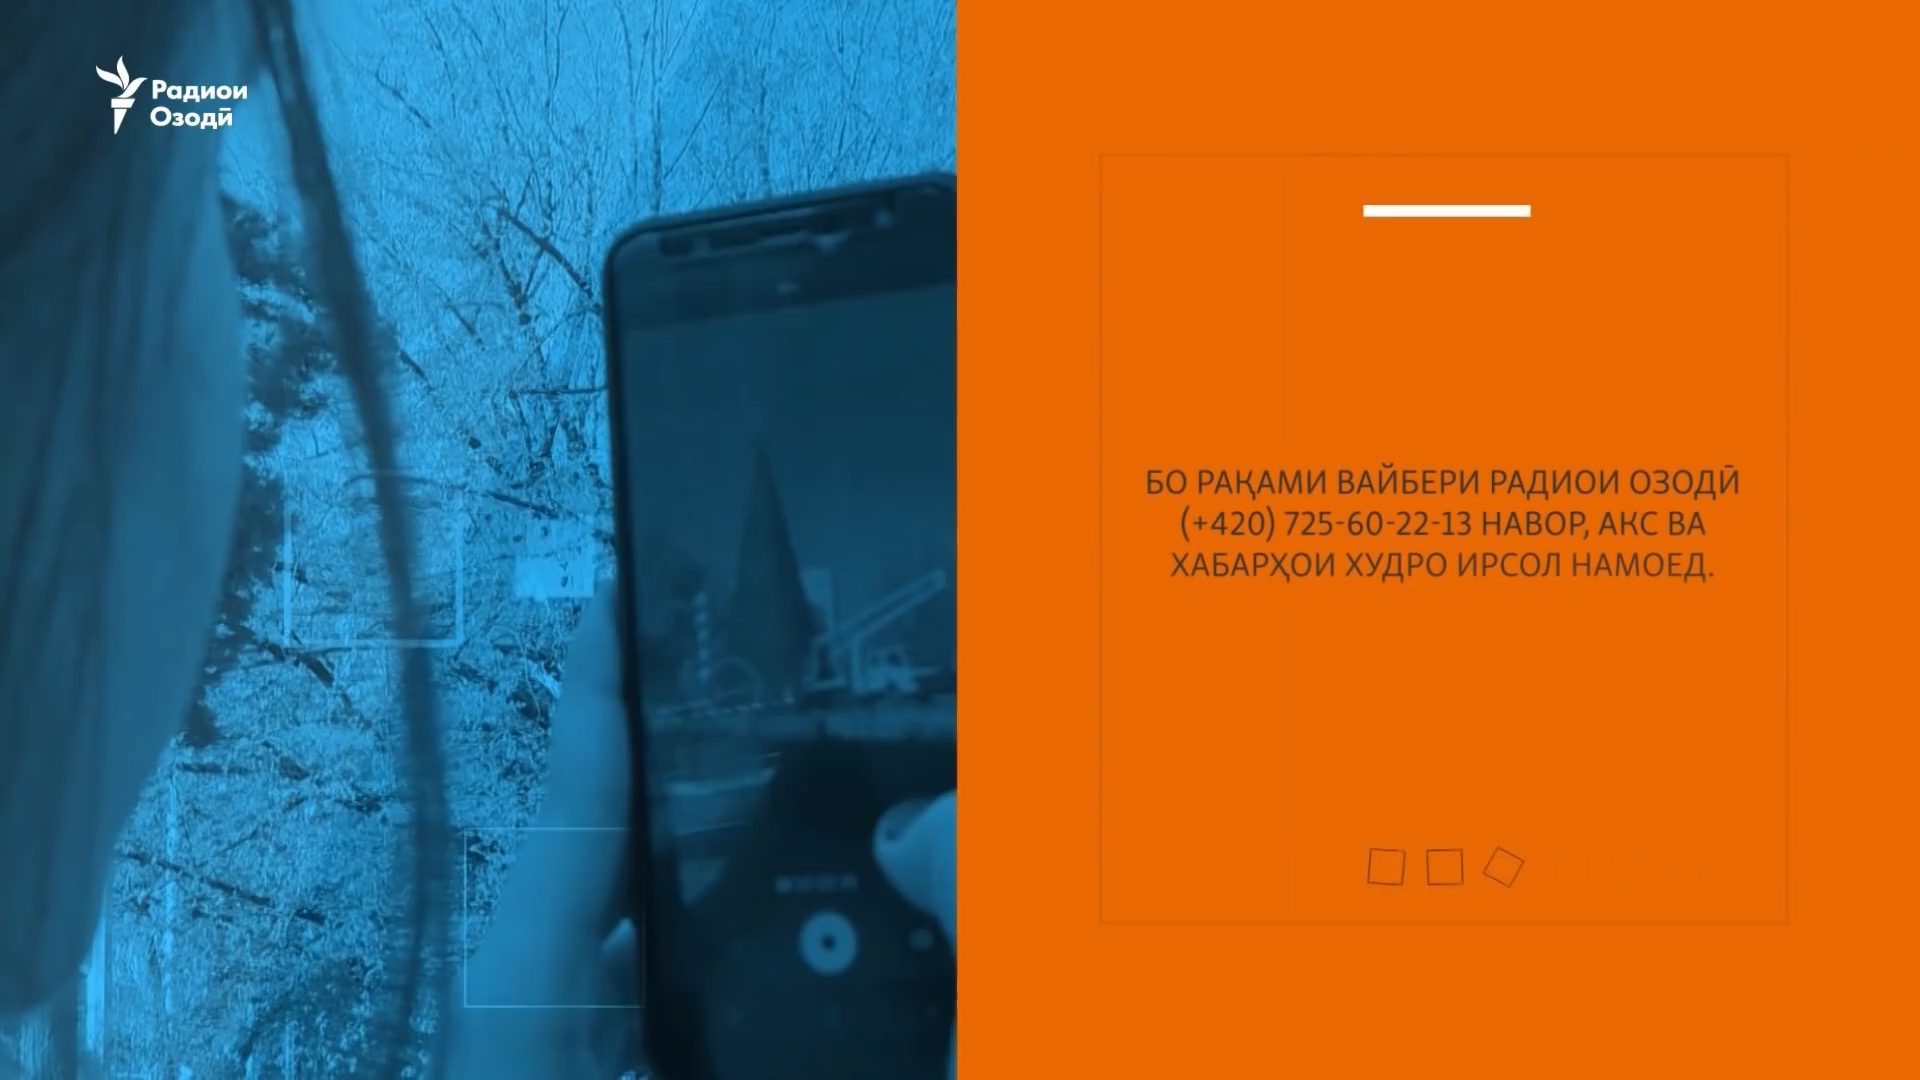 Радиои
Озодӣ
БО РАҚАМИ ВАЙБЕРИ РАДИОИ ОЗОДӢ
(+420) 725-60-22-13 НАВОР, АКС ВА
ХАБАРҲОИ ХУДРО ИРСОЛ НАМОЕД.